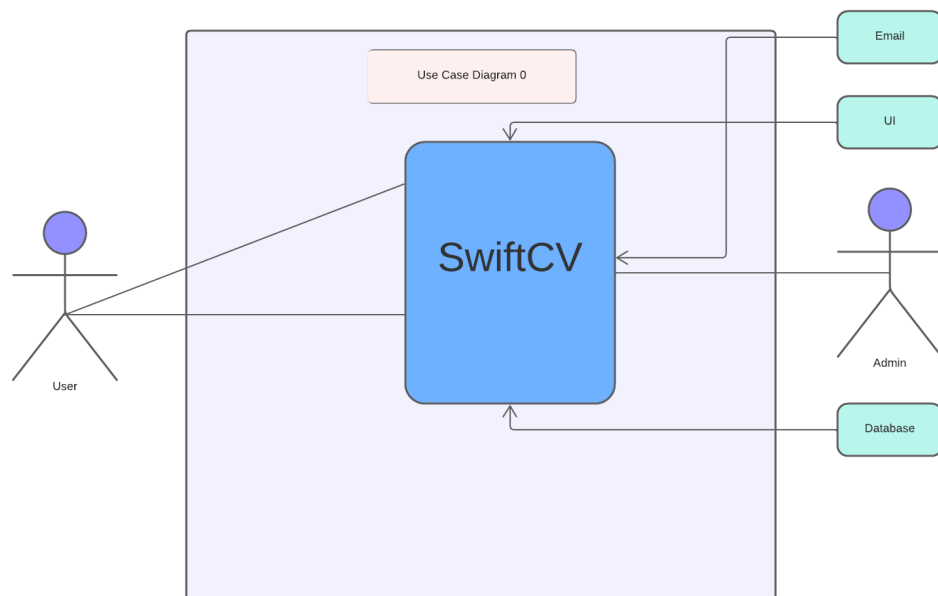 Email
Use Case Diagram 0
UI
SwiftCV
User
Admin
Database